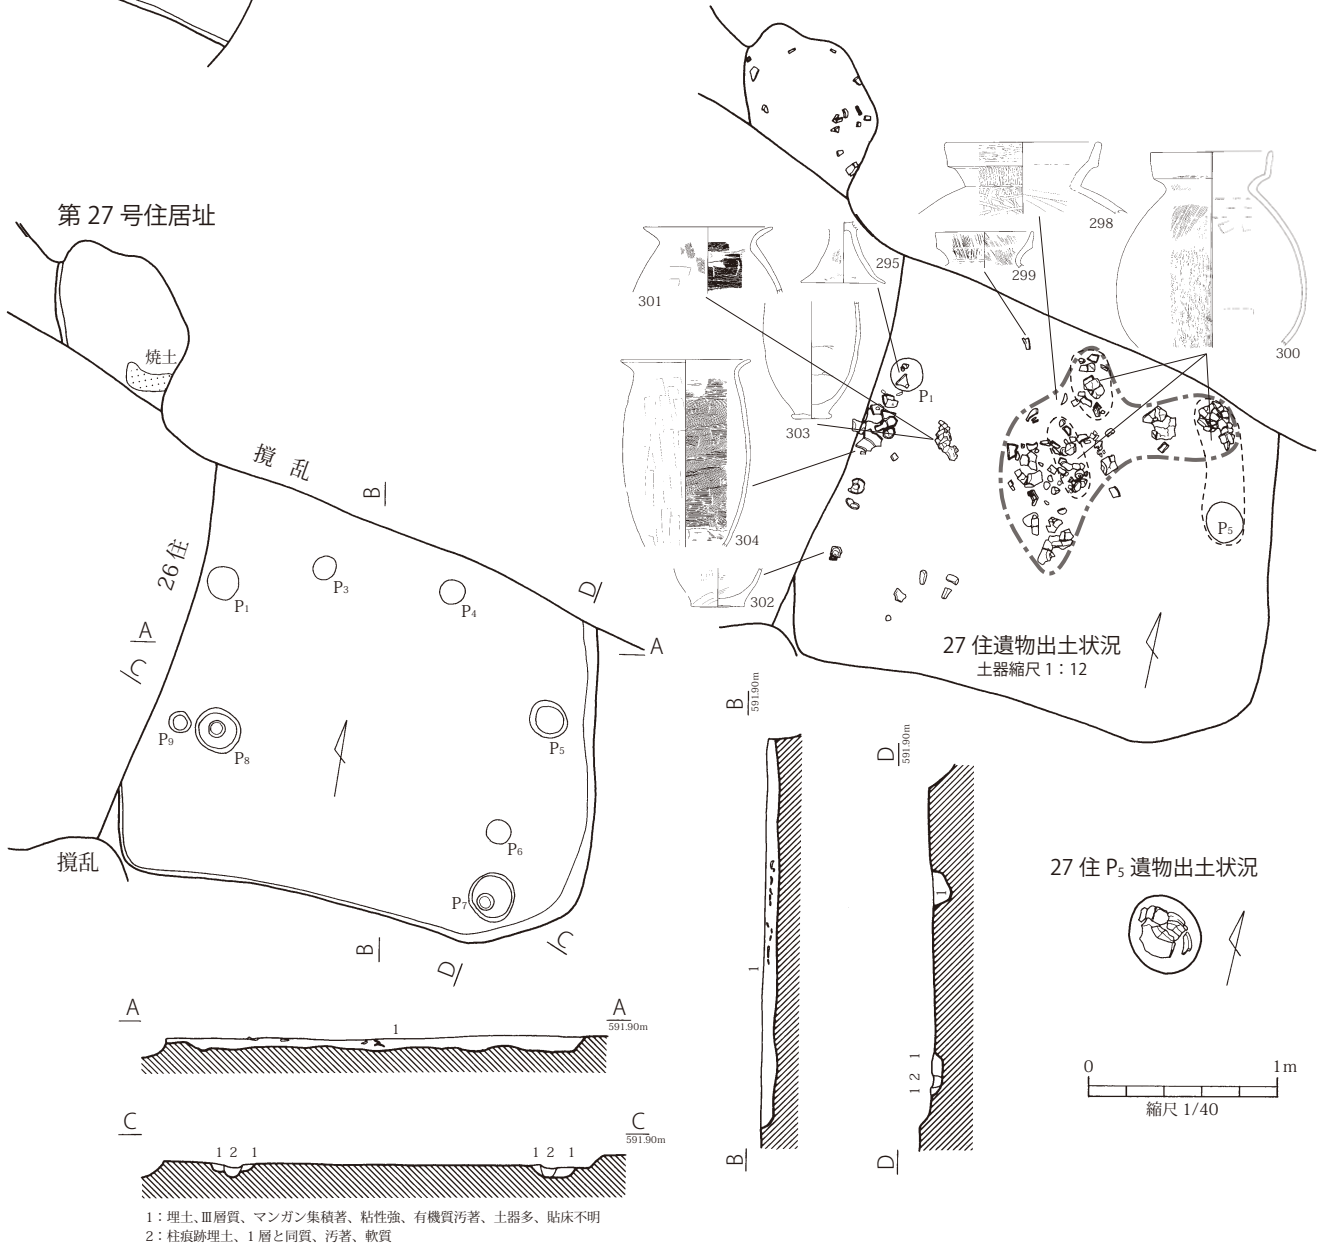 第 27 号住居址
焼土
撹 乱
B
26 住
P1
P3
P4
D
A
A
C
P9
P8
P5
P6
P7
撹乱
B
D
C
298
299
295
301
300
P1
303
304
302
P5
27 住遺物出土状況
土器縮尺 1：12
B
591.90m
D
591.90m
1
1
1 2 1
B
D
27 住 P5 遺物出土状況
0 1m
縮尺 1/40
A A
591.90m
1
C C
591.90m
1 2 1 1 2 1
1：埋土、Ⅲ層質、マンガン集積著、粘性強、有機質汚著、土器多、貼床不明
2：柱痕跡埋土、1 層と同質、汚著、軟質